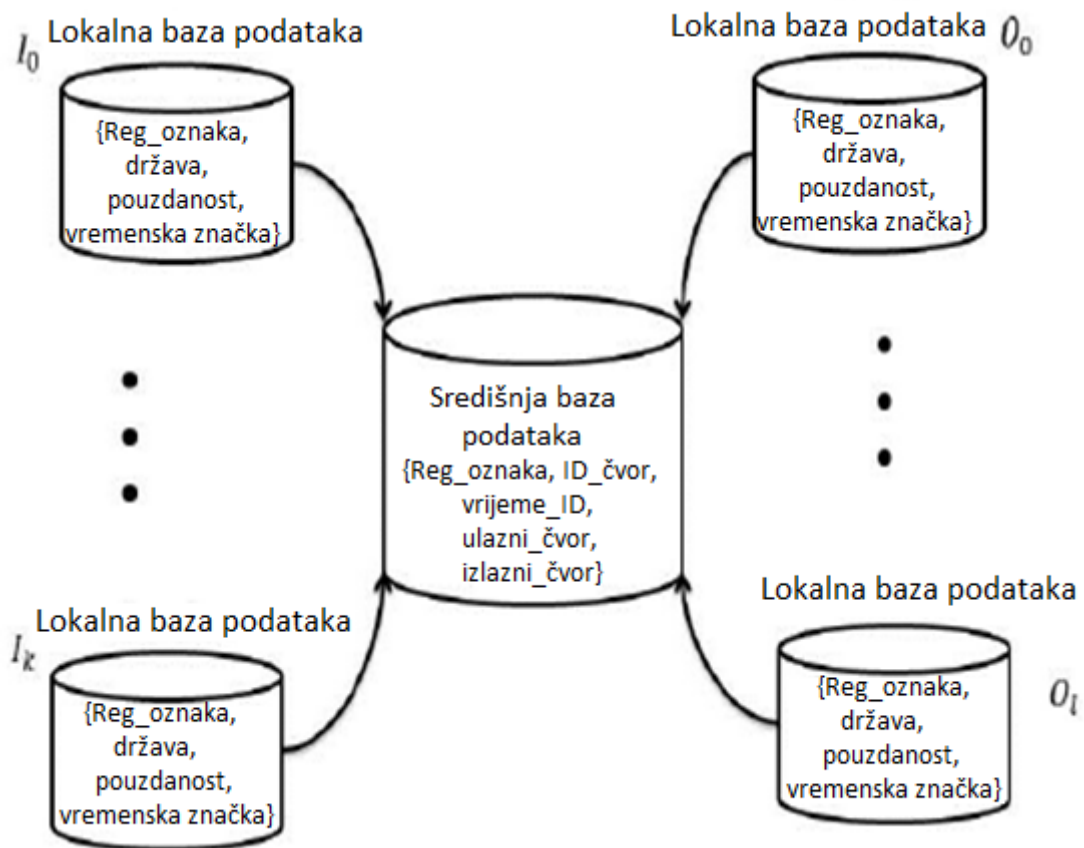 Lokalna baza podataka
I₀
{Reg_oznaka,
država,
pouzdanost,
vremenska značka}
Lokalna baza podataka
O₀
{Reg_oznaka,
država,
pouzdanost,
vremenska značka}
Središnja baza
podataka
{Reg_oznaka, ID_čvor,
vrijeme_ID,
ulazni_čvor,
izlazni_čvor}
Lokalna baza podataka
Iₖ
{Reg_oznaka,
država,
pouzdanost,
vremenska značka}
Lokalna baza podataka
Oₗ
{Reg_oznaka,
država,
pouzdanost,
vremenska značka}